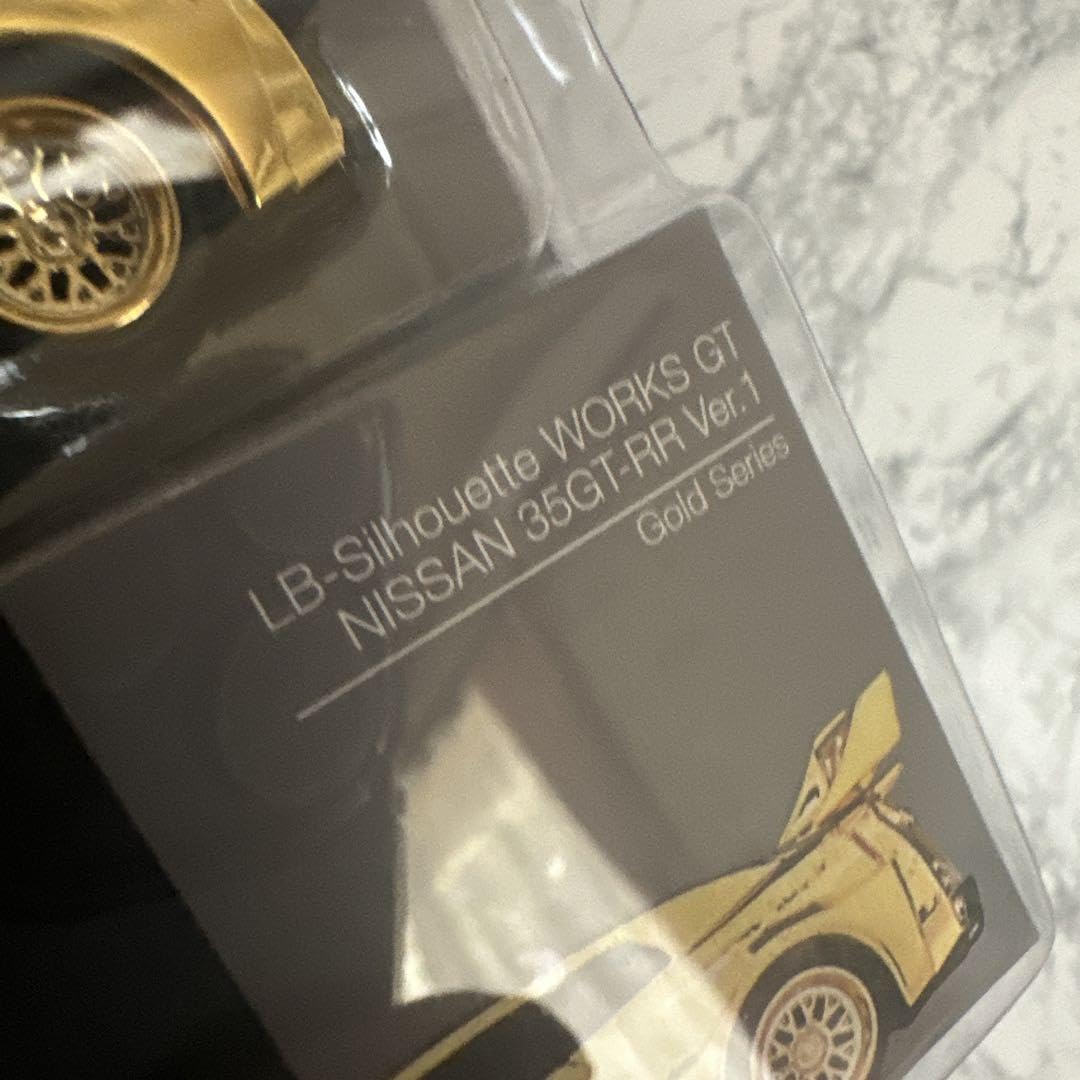 LB-Silhouette WORKS GT
NISSAN 35GT-RR Ver.1
Gold Series